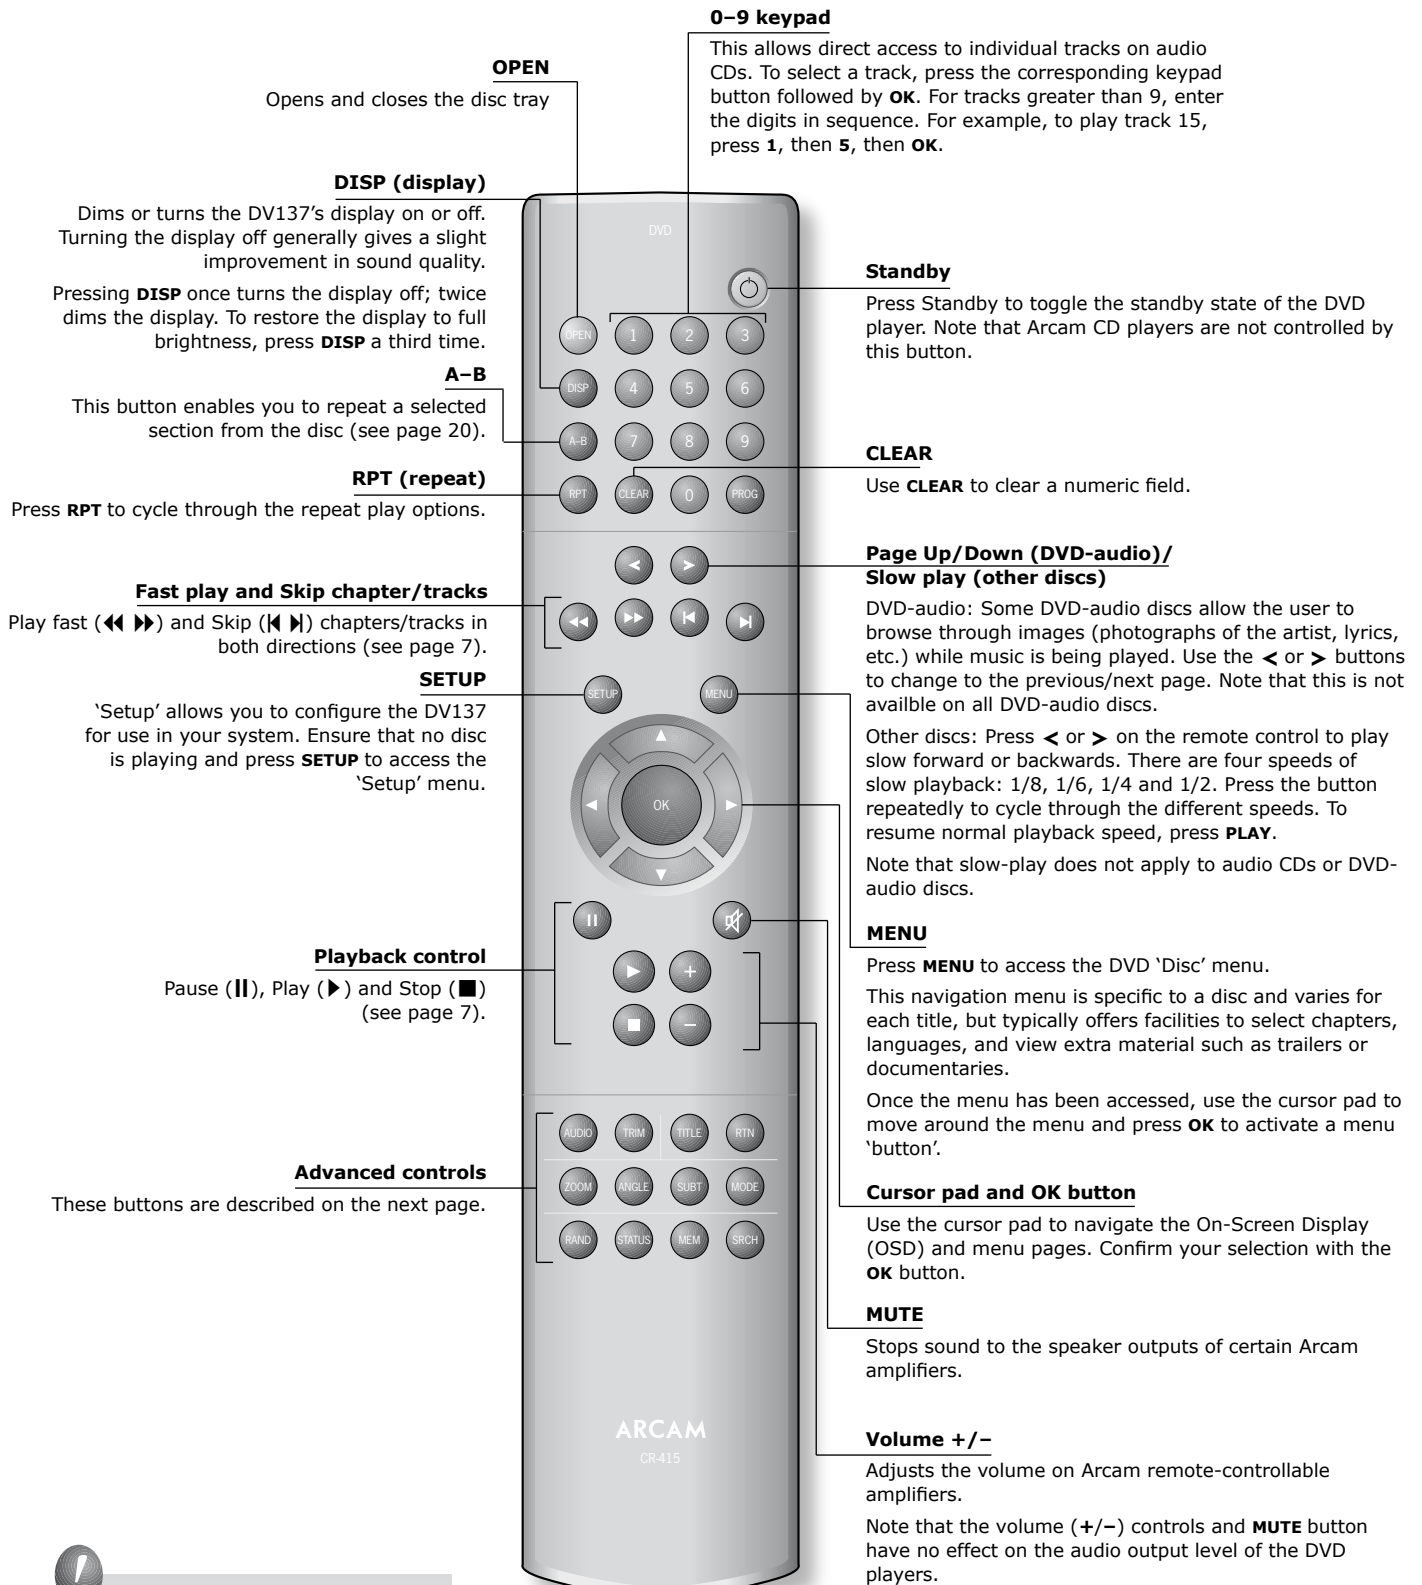 0–9 keypad
This allows direct access to individual tracks on audio
CDs. To select a track, press the corresponding keypad
button followed by OK. For tracks greater than 9, enter
the digits in sequence. For example, to play track 15,
press 1, then 5, then OK.
OPEN
Opens and closes the disc tray
DISP (display)
Dims or turns the DV137’s display on or off.
Turning the display off generally gives a slight
improvement in sound quality.
Pressing DISP once turns the display off; twice
dims the display. To restore the display to full
brightness, press DISP a third time.
A–B
This button enables you to repeat a selected
section from the disc (see page 20).
RPT (repeat)
Press RPT to cycle through the repeat play options.
Fast play and Skip chapter/tracks
Play fast (◀◀ ▶▶) and Skip (|◀ ▶|) chapters/tracks in
both directions (see page 7).
SETUP
‘Setup’ allows you to configure the DV137
for use in your system. Ensure that no disc
is playing and press SETUP to access the
‘Setup’ menu.
Playback control
Pause (II), Play (▶) and Stop (■)
(see page 7).
Advanced controls
These buttons are described on the next page.
DVD
OPEN 1 2 3
DISP 4 5 6
A–B 7 8 9
RPT CLEAR 0 PROG
< >
◀◀ ▶▶ |◀ ▶|
SETUP MENU
OK
+
–
AUDIO TRIM TITLE RTN
ZOOM ANGLE SUBT MODE
RAND STATUS MEM SRCH
ARCAM
CR-415
Standby
Press Standby to toggle the standby state of the DVD
player. Note that Arcam CD players are not controlled by
this button.
CLEAR
Use CLEAR to clear a numeric field.
Page Up/Down (DVD-audio)/
Slow play (other discs)
DVD-audio: Some DVD-audio discs allow the user to
browse through images (photographs of the artist, lyrics,
etc.) while music is being played. Use the < or > buttons
to change to the previous/next page. Note that this is not
availble on all DVD-audio discs.
Other discs: Press < or > on the remote control to play
slow forward or backwards. There are four speeds of
slow playback: 1/8, 1/6, 1/4 and 1/2. Press the button
repeatedly to cycle through the different speeds. To
resume normal playback speed, press PLAY.
Note that slow-play does not apply to audio CDs or DVD-
audio discs.
MENU
Press MENU to access the DVD ‘Disc’ menu.
This navigation menu is specific to a disc and varies for
each title, but typically offers facilities to select chapters,
languages, and view extra material such as trailers or
documentaries.
Once the menu has been accessed, use the cursor pad to
move around the menu and press OK to activate a menu
‘button’.
Cursor pad and OK button
Use the cursor pad to navigate the On-Screen Display
(OSD) and menu pages. Confirm your selection with the
OK button.
MUTE
Stops sound to the speaker outputs of certain Arcam
amplifiers.
Volume +/–
Adjusts the volume on Arcam remote-controllable
amplifiers.
Note that the volume (+/–) controls and MUTE button
have no effect on the audio output level of the DVD
players.